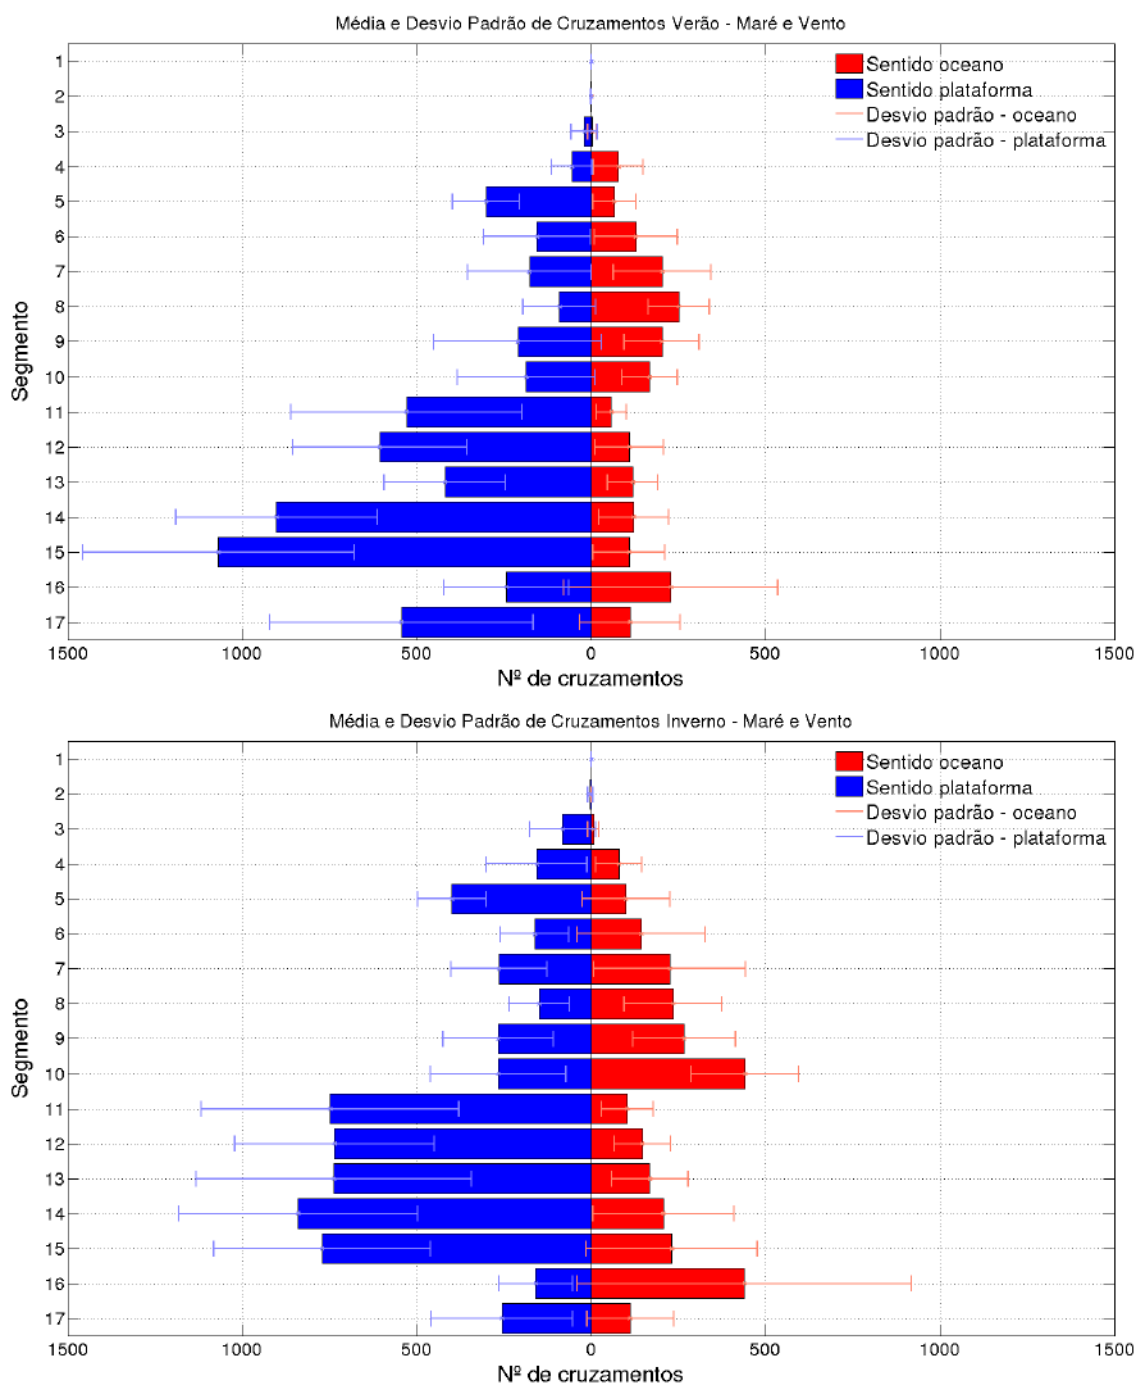 Média e Desvio Padrão de Cruzamentos Verão - Maré e Vento
Sentido oceano
Sentido plataforma
Desvio padrão - oceano
Desvio padrão - plataforma
Segmento
1
2
3
4
5
6
7
8
9
10
11
12
13
14
15
16
17
1500 1000 500 0 500 1000 1500
Nº de cruzamentos
Média e Desvio Padrão de Cruzamentos Inverno - Maré e Vento
Sentido oceano
Sentido plataforma
Desvio padrão - oceano
Desvio padrão - plataforma
Segmento
1
2
3
4
5
6
7
8
9
10
11
12
13
14
15
16
17
1500 1000 500 0 500 1000 1500
Nº de cruzamentos